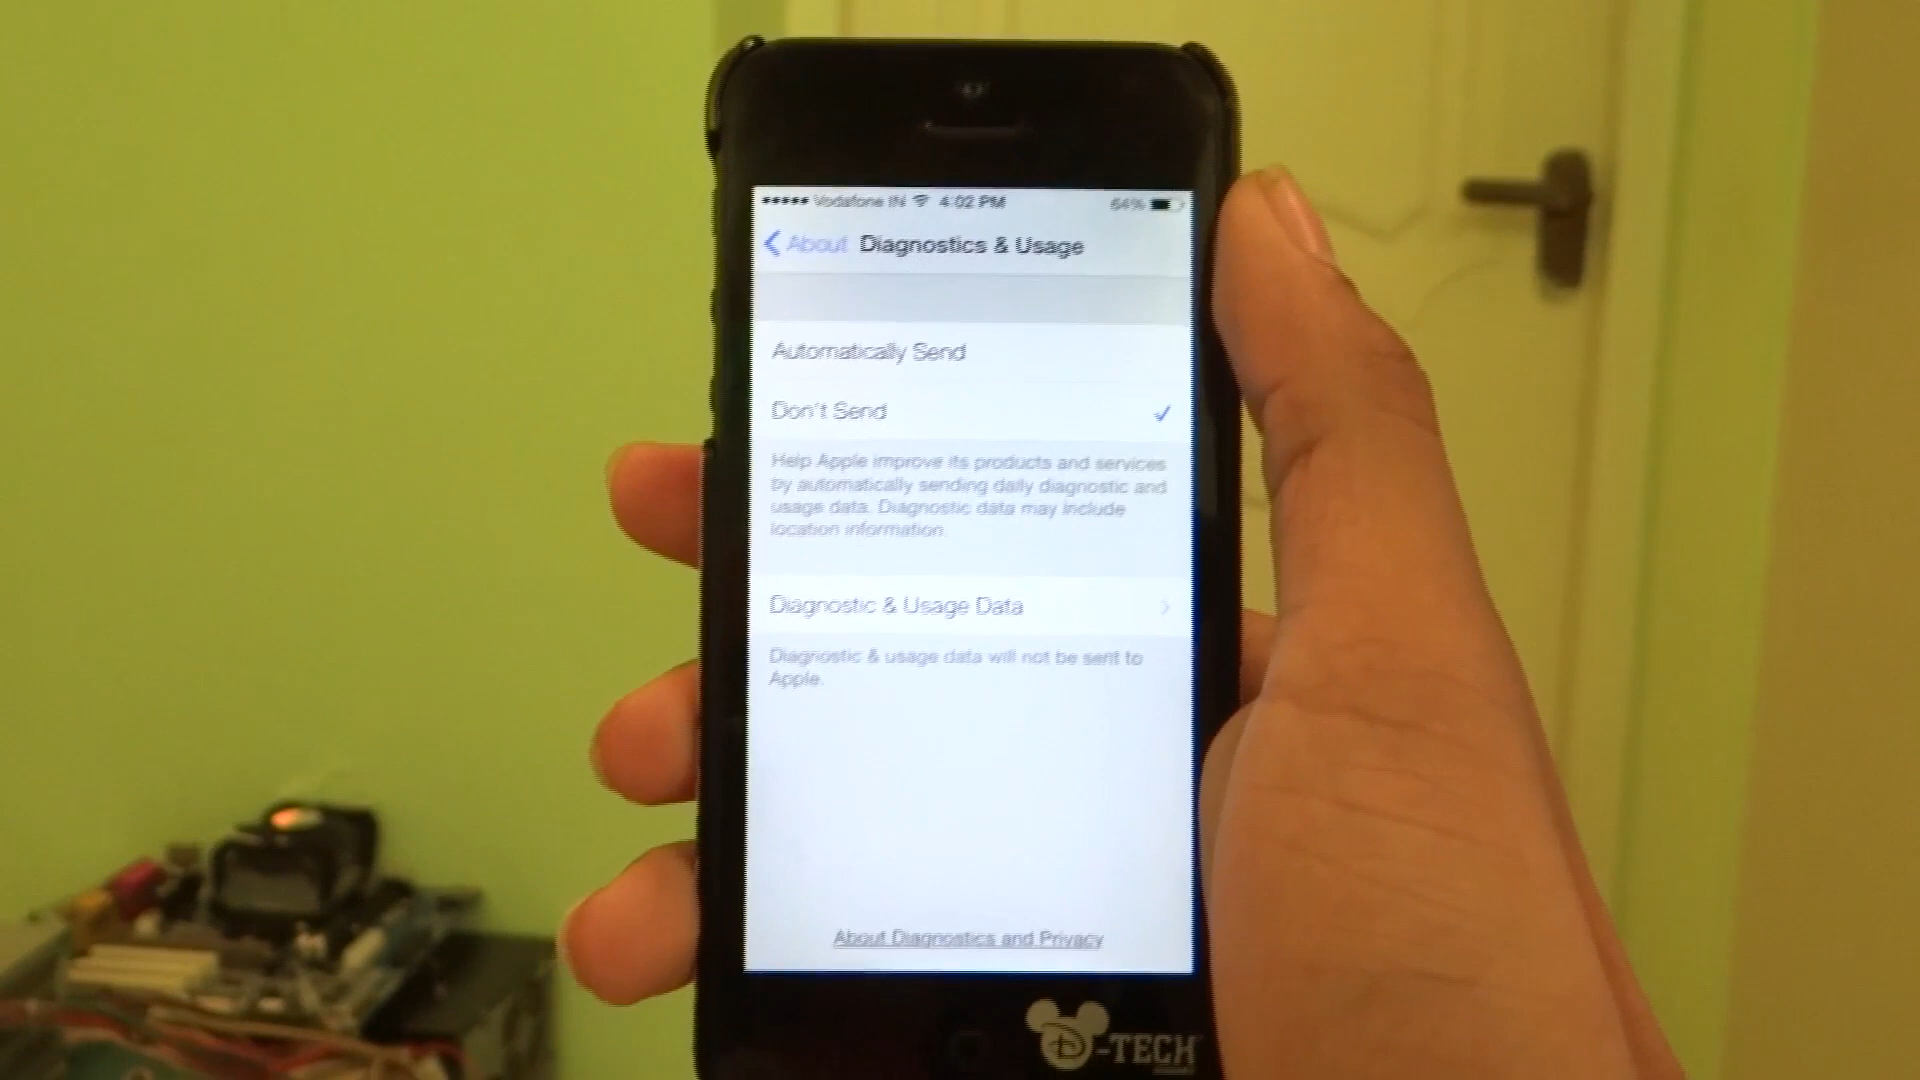 Vodafone IN 4:02 PM 64%
About Diagnostics & Usage
Automatically Send
Don't Send
Help Apple improve its products and services
by automatically sending daily diagnostic and
usage data. Diagnostic data may include
location information.
Diagnostic & Usage Data
Diagnostic & usage data will not be sent to
Apple.
About Diagnostics and Privacy
D-TECH